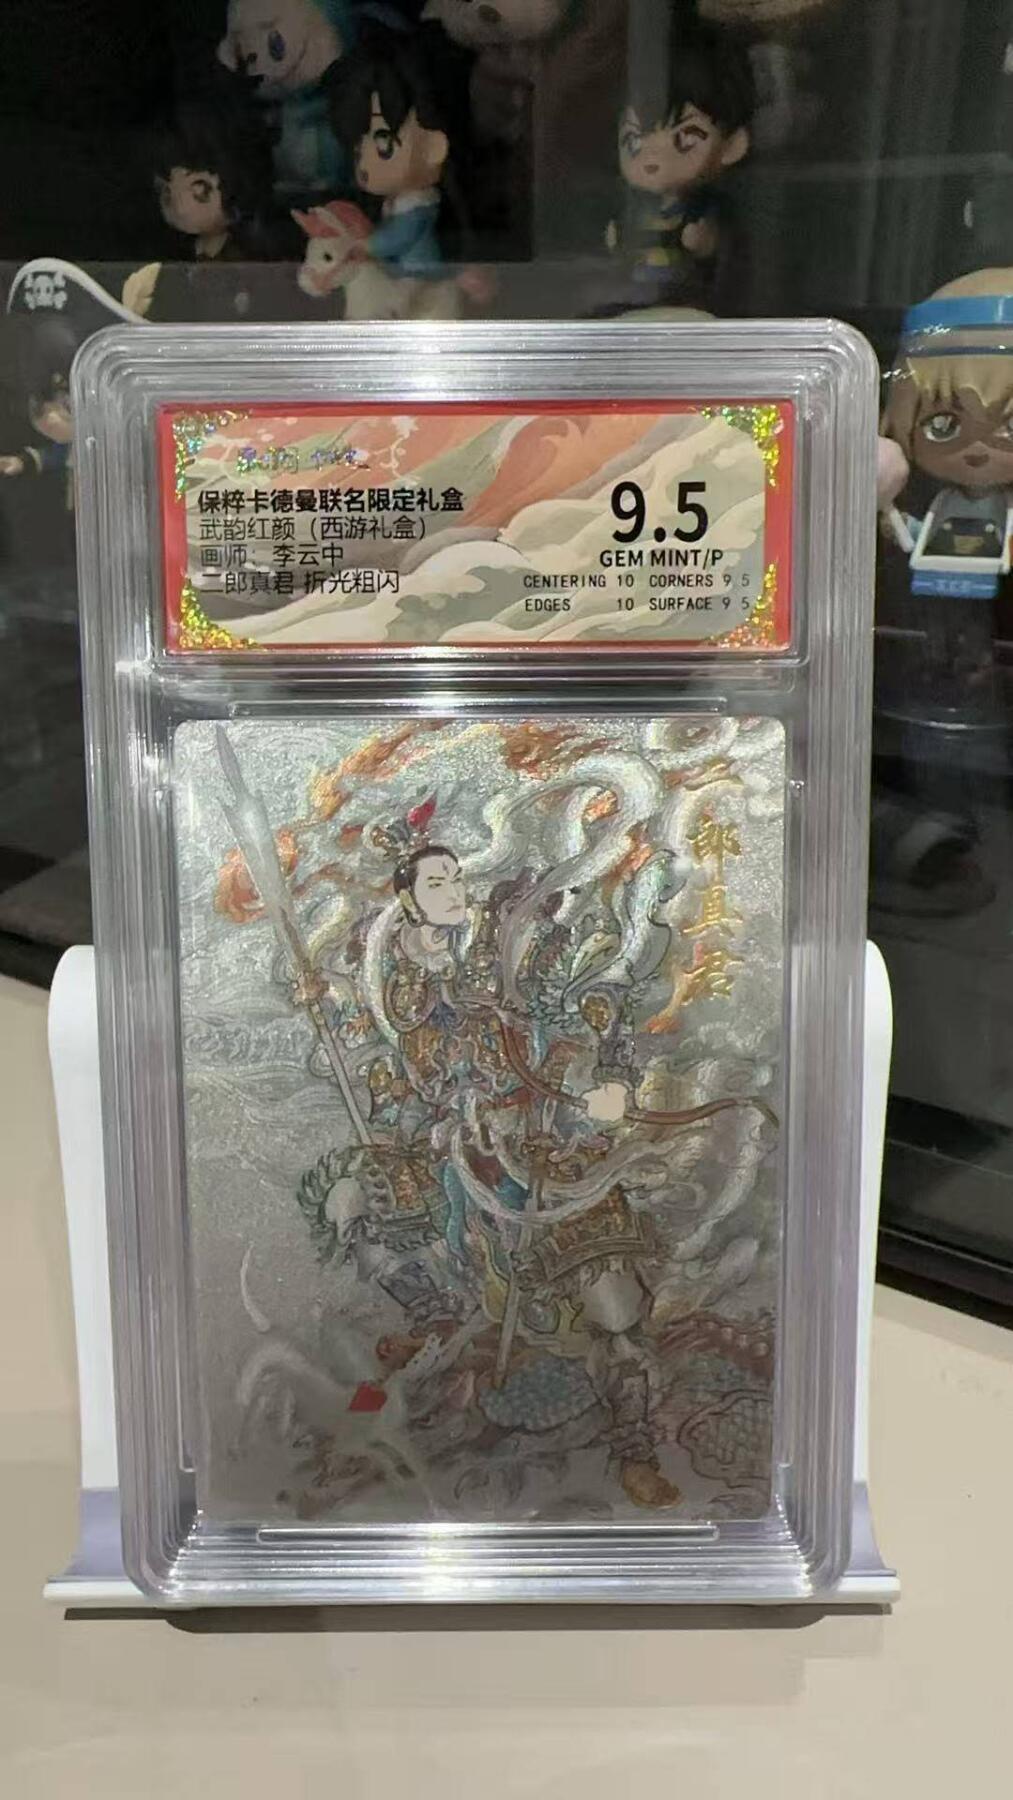 保粹卡德曼联名限定礼盒
武韵红颜（西游礼盒）
画师：李云中
二郎真君 折光粗闪
9.5
GEM MINT/P
CENTERING 10 CORNERS 9.5
EDGES 10 SURFACE 9.5
二郎真君